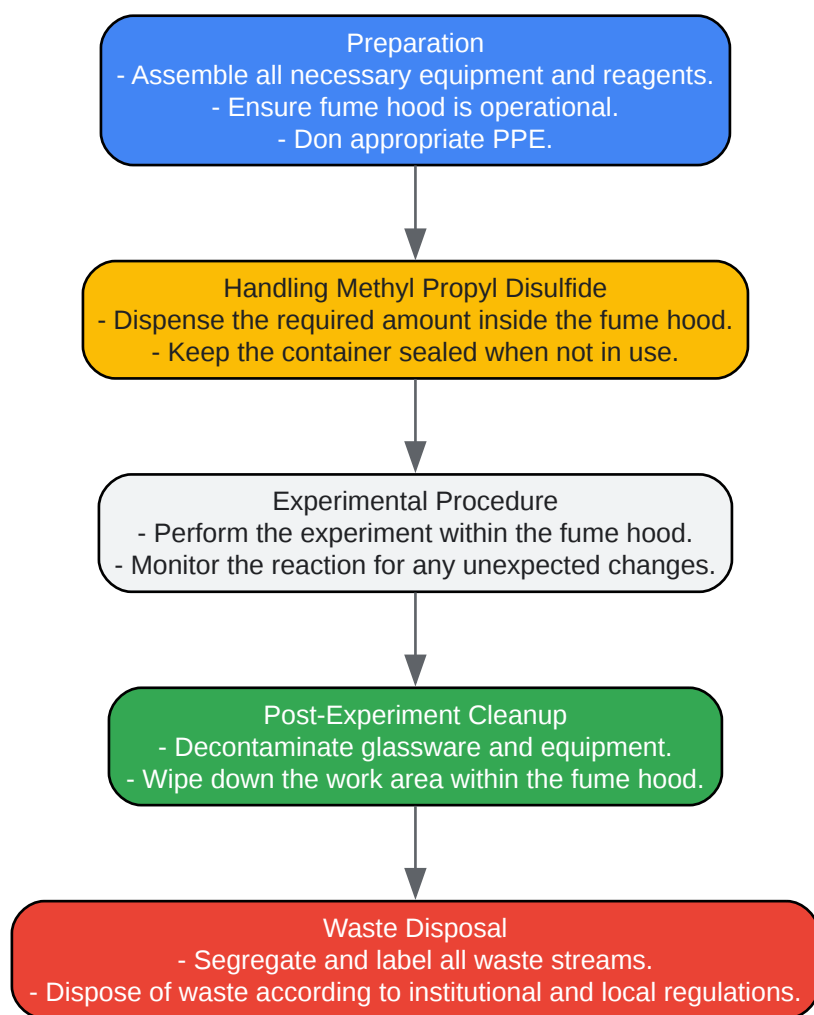 Preparation
- Assemble all necessary equipment and reagents.
- Ensure fume hood is operational.
- Don appropriate PPE.
Handling Methyl Propyl Disulfide
- Dispense the required amount inside the fume hood.
- Keep the container sealed when not in use.
Experimental Procedure
- Perform the experiment within the fume hood.
- Monitor the reaction for any unexpected changes.
Post-Experiment Cleanup
- Decontaminate glassware and equipment.
- Wipe down the work area within the fume hood.
Waste Disposal
- Segregate and label all waste streams.
- Dispose of waste according to institutional and local regulations.